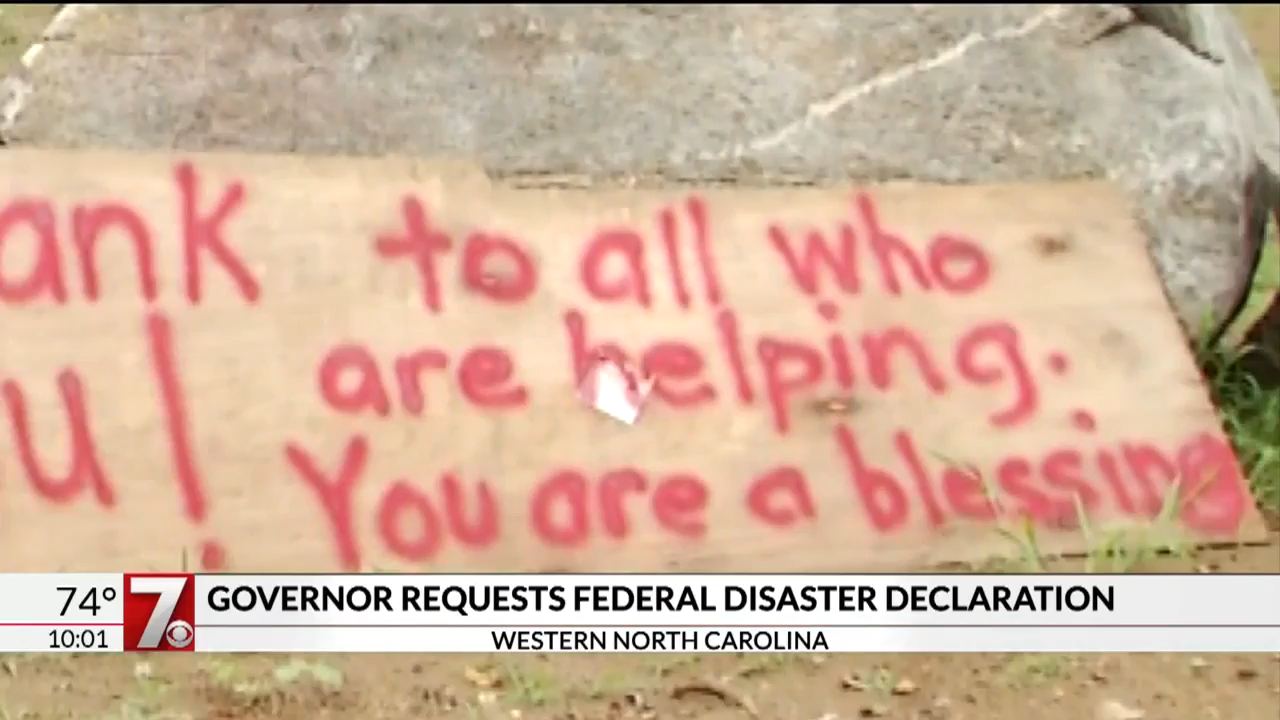 ank to all who
are helping.
u! You are a blessing
74° 7 GOVERNOR REQUESTS FEDERAL DISASTER DECLARATION
10:01 WESTERN NORTH CAROLINA